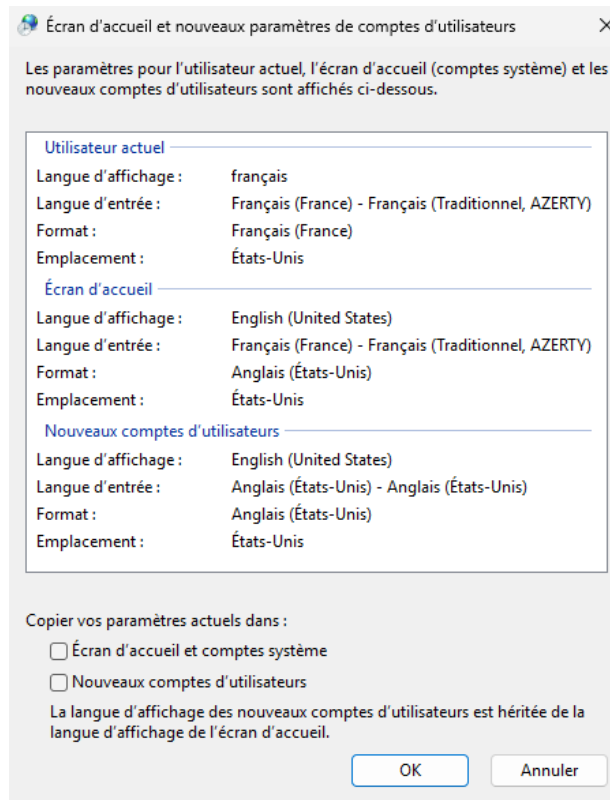 Écran d'accueil et nouveaux paramètres de comptes d'utilisateurs
Les paramètres pour l'utilisateur actuel, l'écran d'accueil (comptes système) et les
nouveaux comptes d'utilisateurs sont affichés ci-dessous.
Utilisateur actuel
Langue d'affichage : français
Langue d'entrée : Français (France) - Français (Traditionnel, AZERTY)
Format : Français (France)
Emplacement : États-Unis
Écran d'accueil
Langue d'affichage : English (United States)
Langue d'entrée : Français (France) - Français (Traditionnel, AZERTY)
Format : Anglais (États-Unis)
Emplacement : États-Unis
Nouveaux comptes d'utilisateurs
Langue d'affichage : English (United States)
Langue d'entrée : Anglais (États-Unis) - Anglais (États-Unis)
Format : Anglais (États-Unis)
Emplacement : États-Unis
Copier vos paramètres actuels dans :
Écran d'accueil et comptes système
Nouveaux comptes d'utilisateurs
La langue d'affichage des nouveaux comptes d'utilisateurs est héritée de la
langue d'affichage de l'écran d'accueil.
OK Annuler